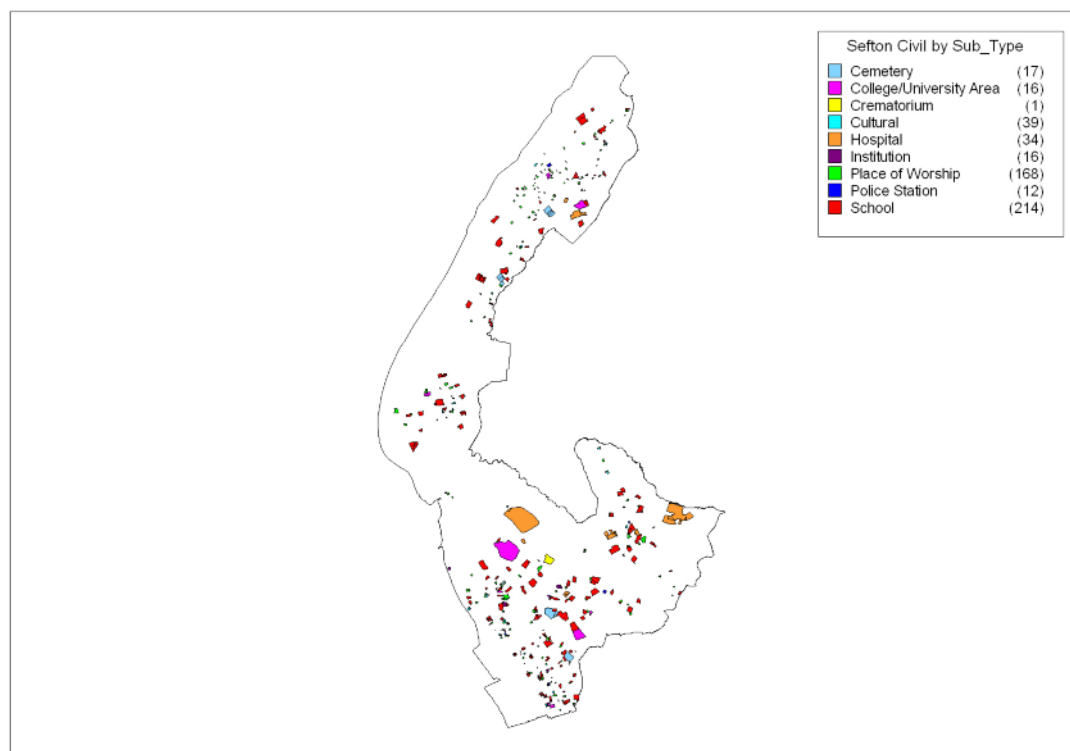 Sefton Civil by Sub_Type
Cemetery (17)
College/University Area (16)
Crematorium (1)
Cultural (39)
Hospital (34)
Institution (16)
Place of Worship (168)
Police Station (12)
School (214)